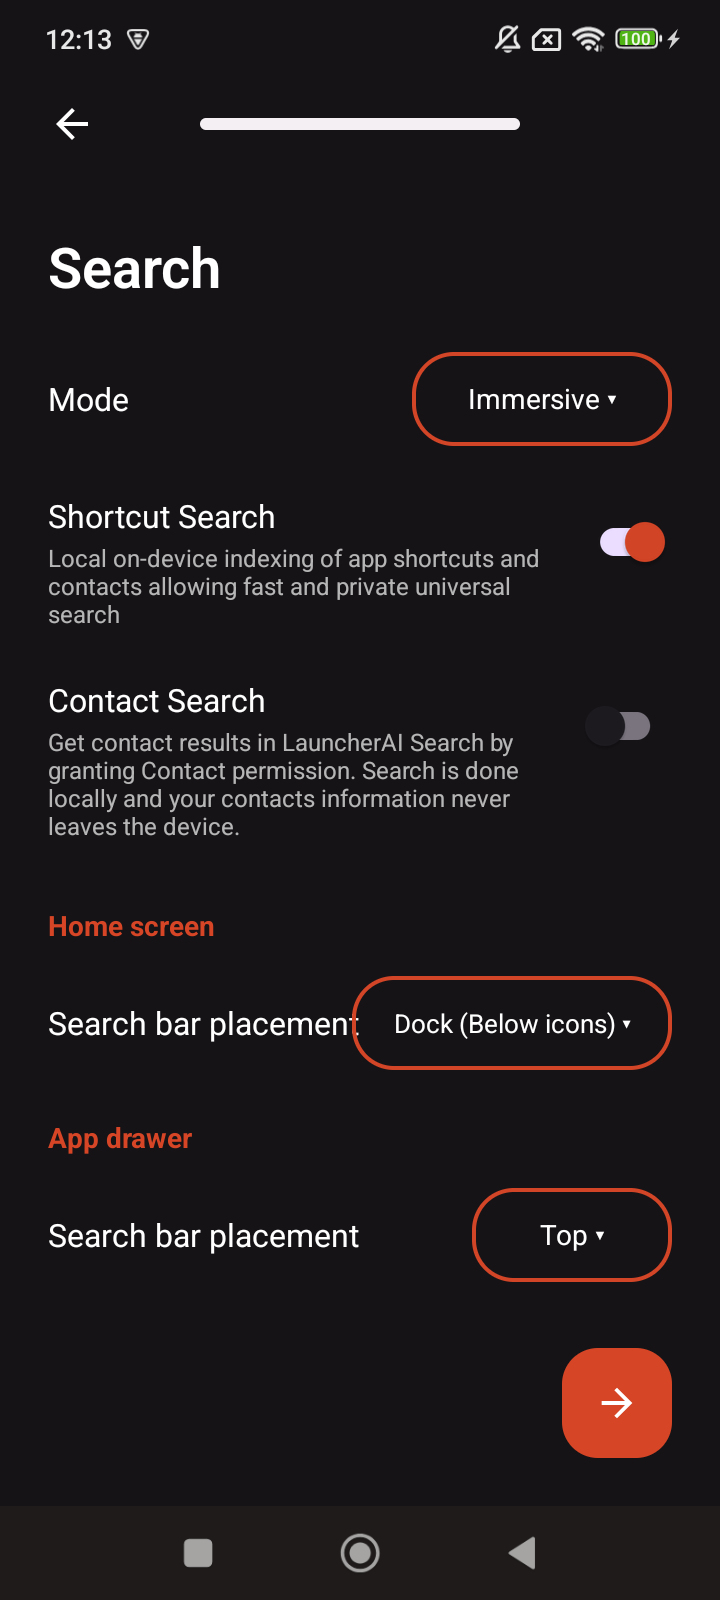 12:13
100
Search
Mode
Immersive ▾
Shortcut Search
Local on-device indexing of app shortcuts and
contacts allowing fast and private universal
search
Contact Search
Get contact results in LauncherAI Search by
granting Contact permission. Search is done
locally and your contacts information never
leaves the device.
Home screen
Search bar placement
Dock (Below icons) ▾
App drawer
Search bar placement
Top ▾